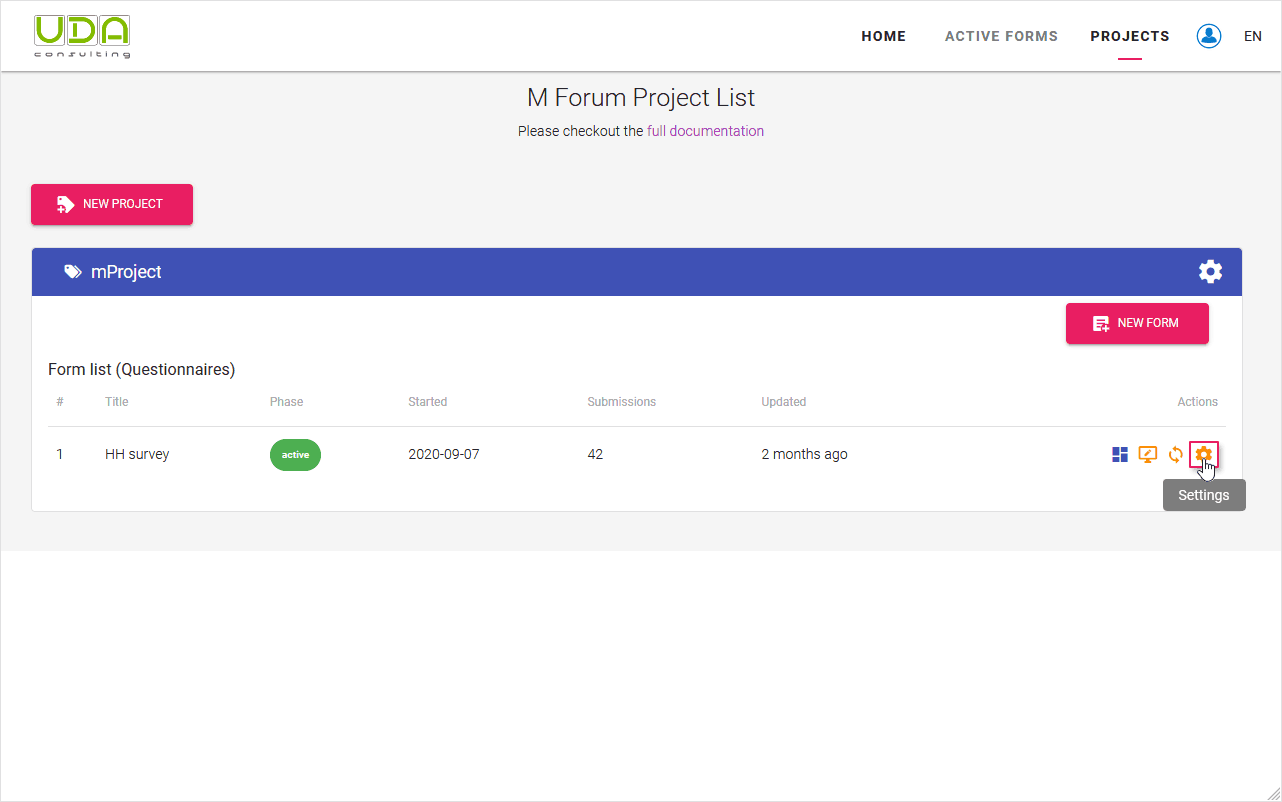 UDA
consulting
HOME
ACTIVE FORMS
PROJECTS
EN
M Forum Project List
Please checkout the full documentation
NEW PROJECT
mProject
NEW FORM
Form list (Questionnaires)
# Title Phase Started Submissions Updated Actions
1 HH survey active 2020-09-07 42 2 months ago
Settings